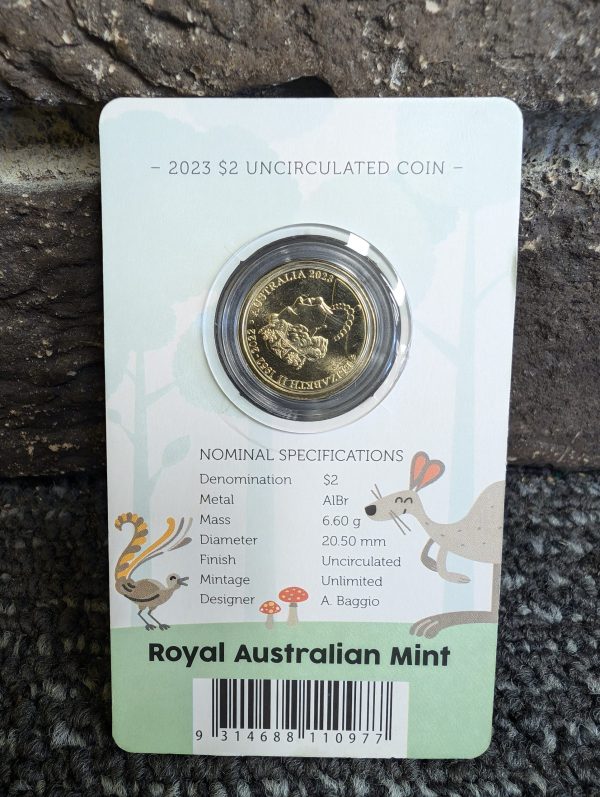 – 2023 $2 UNCIRCULATED COIN –
ELIZABETH II 1952-2022 AUSTRALIA 2023
NOMINAL SPECIFICATIONS
Denomination $2
Metal AlBr
Mass 6.60 g
Diameter 20.50 mm
Finish Uncirculated
Mintage Unlimited
Designer A. Baggio
Royal Australian Mint
9 314688 110977